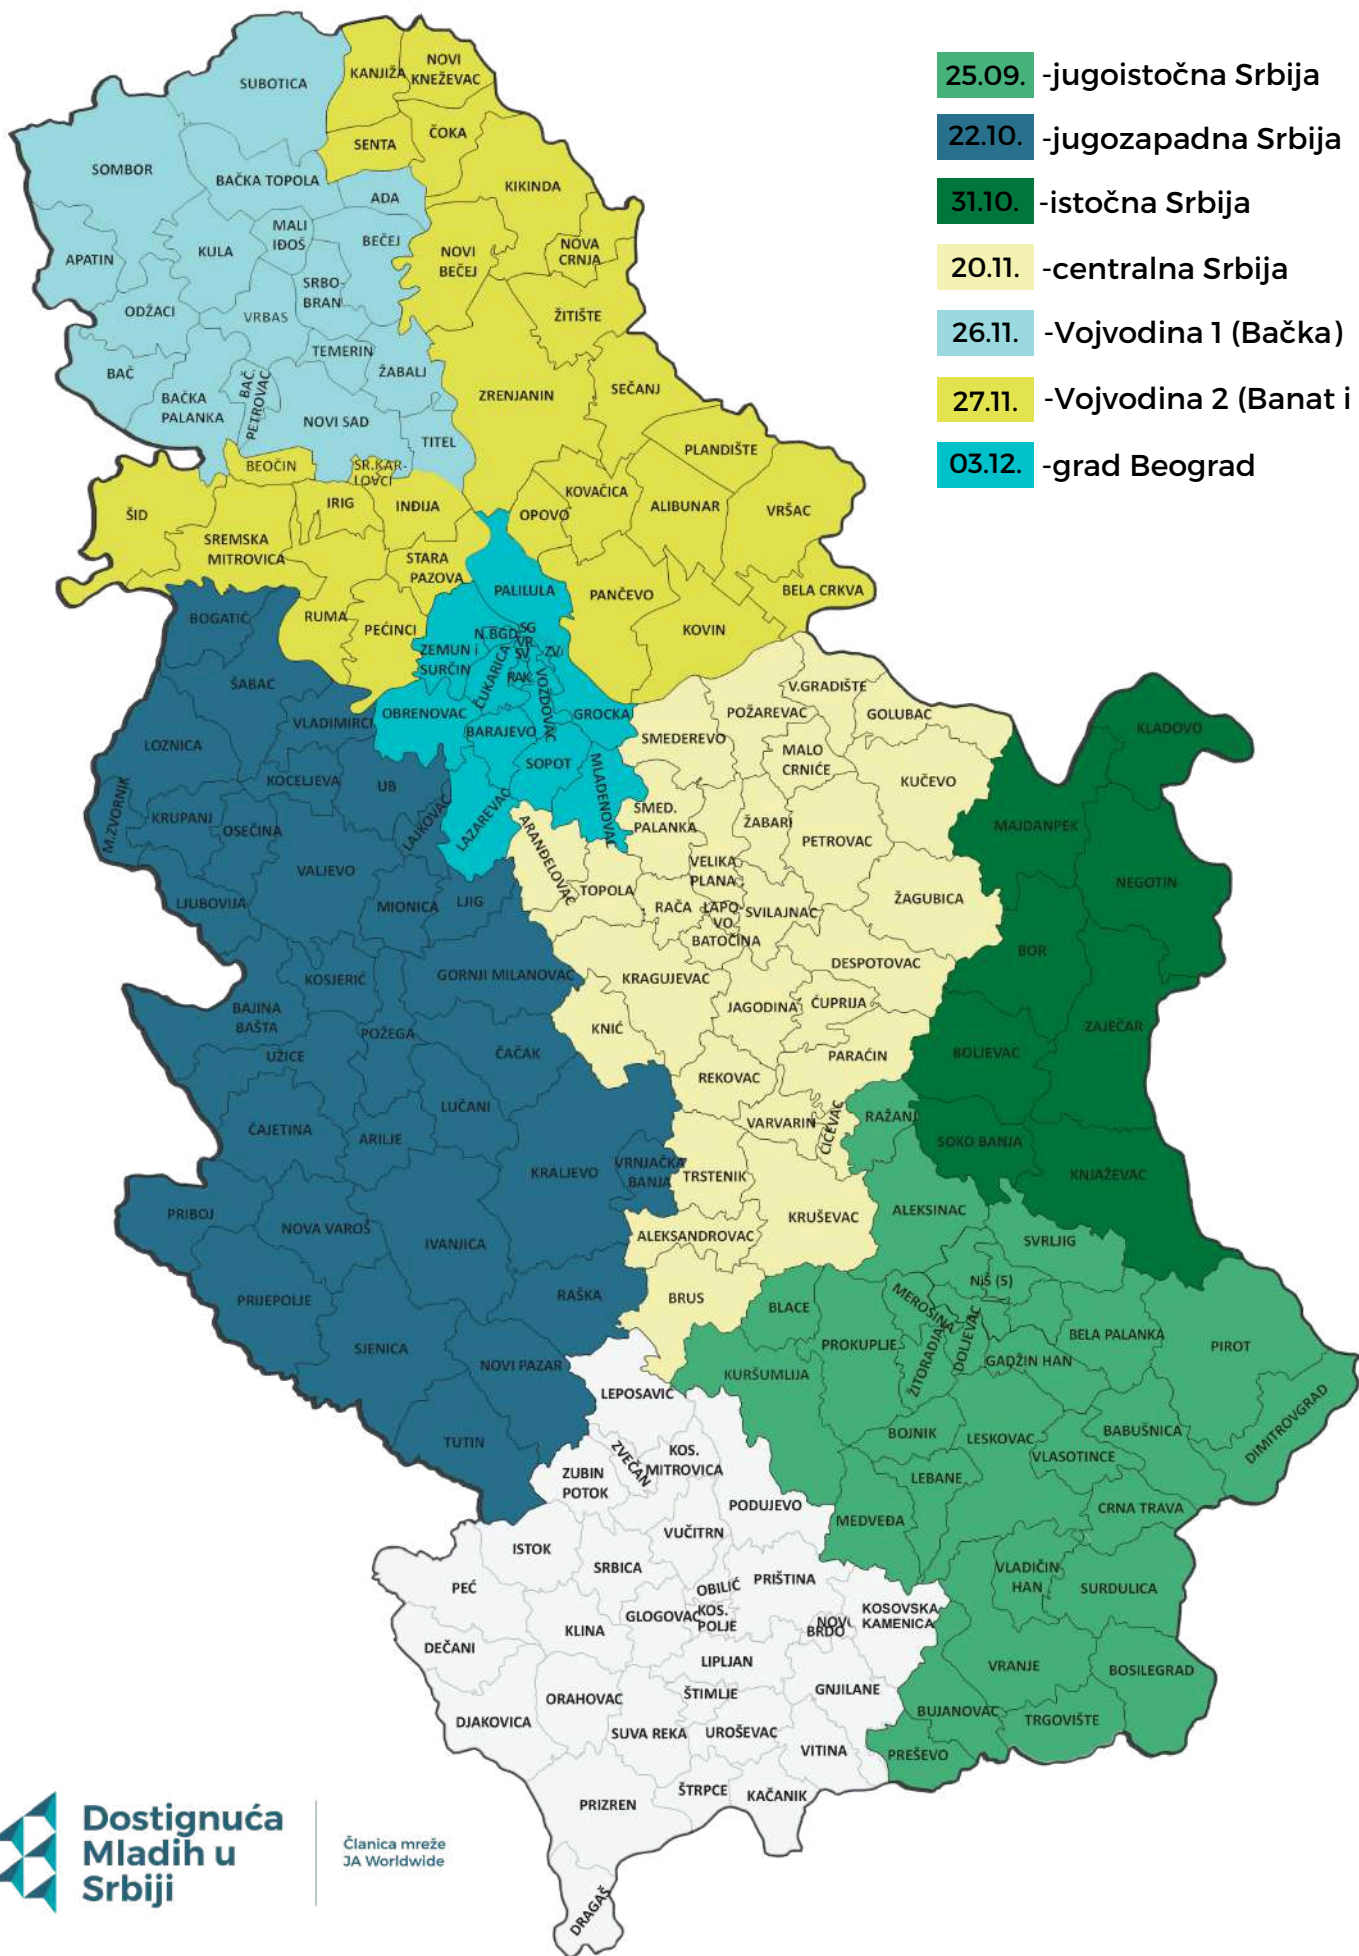 25.09. -jugoistočna Srbija
22.10. -jugozapadna Srbija
31.10. -istočna Srbija
20.11. -centralna Srbija
26.11. -Vojvodina 1 (Bačka)
27.11. -Vojvodina 2 (Banat i
03.12. -grad Beograd
SUBOTICA
KANJIŽA
NOVI
KNEŽEVAC
SENTA
ČOKA
SOMBOR
BAČKA TOPOLA
ADA
KIKINDA
APATIN
KULA
MALI
IĐOŠ
BEČEJ
NOVI
BEČEJ
NOVA
CRNJA
ODŽACI
VRBAS
SRBO-
BRAN
ŽITIŠTE
TEMERIN
BAČ
ŽABALJ
BAČKA
PALANKA
BAČ.
PETROVAC
NOVI SAD
TITEL
ZRENJANIN
SEČANJ
PLANDIŠTE
BEOČIN
SR.KAR-
LOVCI
IRIG
INĐIJA
ŠID
SREMSKA
MITROVICA
STARA
PAZOVA
OPOVO
KOVAČICA
ALIBUNAR
VRŠAC
RUMA
PEĆINCI
PANČEVO
KOVIN
BELA CRKVA
PALILULA
N.BGD
SG
VR
SV
ZV
ZEMUN i
SURČIN
ČUKARICA
RAK
VOŽDOVAC
OBRENOVAC
BARAJEVO
GROCKA
SOPOT
MLADENOVAC
LAZAREVAC
BOGATIĆ
ŠABAC
VLADIMIRCI
LOZNICA
KOCELJEVA
UB
M.ZVORNIK
KRUPANJ
OSEČINA
LAJKOVAC
VALJEVO
LJUBOVIJA
MIONICA
LJIG
KOSJERIĆ
GORNJI MILANOVAC
BAJINA
BAŠTA
POŽEGA
UŽICE
ČAČAK
LUČANI
ČAJETINA
ARILJE
KRALJEVO
VRNJAČKA
BANJA
PRIBOJ
NOVA VAROŠ
IVANJICA
PRIJEPOLJE
RAŠKA
SJENICA
NOVI PAZAR
TUTIN
V.GRADIŠTE
POŽAREVAC
GOLUBAC
SMEDEREVO
MALO
CRNIĆE
KUČEVO
SMED.
PALANKA
ŽABARI
PETROVAC
ARANĐELOVAC
TOPOLA
VELIKA
PLANA
ŽAGUBICA
RAČA
LAPO-
VO
SVILAJNAC
BATOČINA
DESPOTOVAC
KRAGUJEVAC
JAGODINA
ĆUPRIJA
KNIĆ
PARAĆIN
REKOVAC
VARVARIN
ĆIĆEVAC
TRSTENIK
KRUŠEVAC
ALEKSANDROVAC
BRUS
KLADOVO
MAJDANPEK
NEGOTIN
BOR
ZAJEČAR
BOLJEVAC
SOKO BANJA
KNJAŽEVAC
RAŽANJ
ALEKSINAC
SVRLJIG
NiŠ (5)
MEROŠINA
BLACE
PROKUPLJE
ŽITORAĐA
DOLJEVAC
GADŽIN HAN
BELA PALANKA
PIROT
KURŠUMLIJA
DIMITROVGRAD
BOJNIK
LESKOVAC
BABUŠNICA
VLASOTINCE
LEBANE
CRNA TRAVA
MEDVEĐA
VLADIČIN
HAN
SURDULICA
VRANJE
BOSILEGRAD
BUJANOVAC
TRGOVIŠTE
PREŠEVO
LEPOSAVIĆ
ZVEČAN
KOS.
MITROVICA
ZUBIN
POTOK
PODUJEVO
VUČITRN
ISTOK
SRBICA
PEĆ
OBILIĆ
PRIŠTINA
GLOGOVAC
KOS.
POLJE
NOVO
BRDO
KOSOVSKA
KAMENICA
KLINA
DEČANI
LIPLJAN
GNJILANE
ORAHOVAC
ŠTIMLJE
DJAKOVICA
SUVA REKA
UROŠEVAC
VITINA
ŠTRPCE
KAČANIK
PRIZREN
DRAGAŠ
Dostignuća
Mladih u
Srbiji
Članica mreže
JA Worldwide